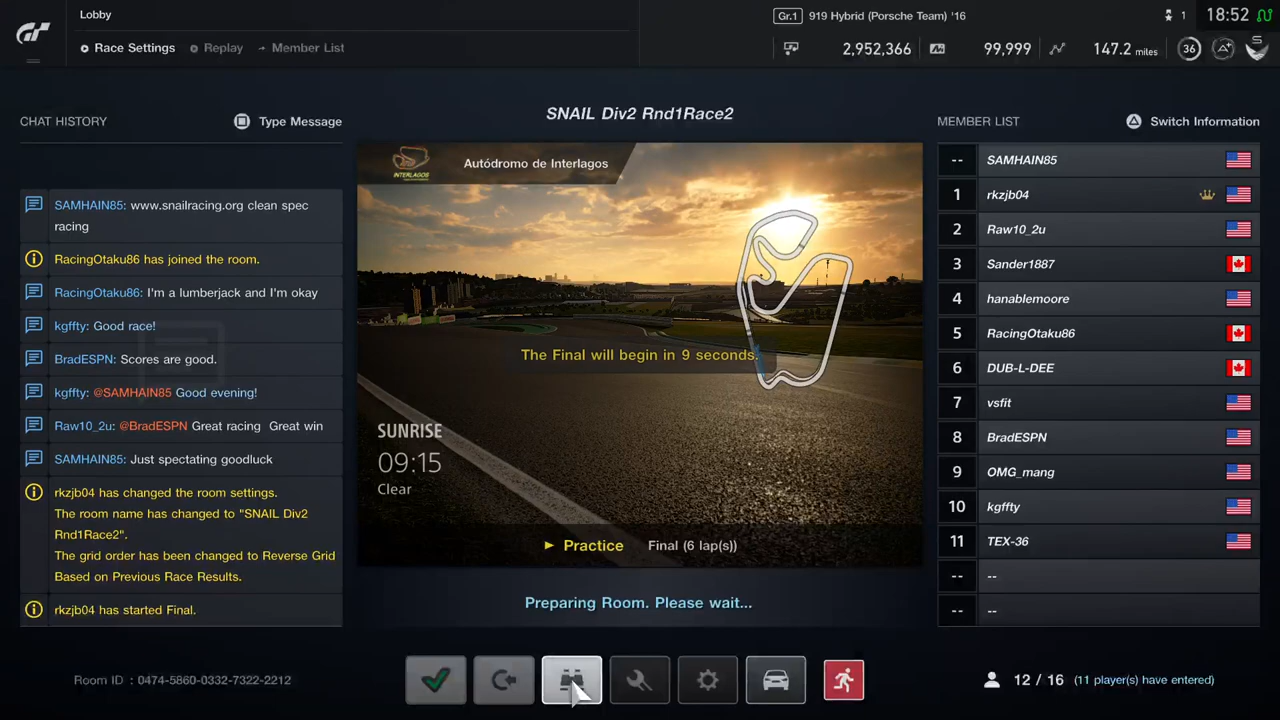 Lobby
Race Settings Replay Member List
Gr.1 919 Hybrid (Porsche Team) '16
1 18:52
2,952,366 99,999 147.2 miles 36 A+ S
CHAT HISTORY Type Message
SAMHAIN85: www.snailracing.org clean spec
racing
RacingOtaku86 has joined the room.
RacingOtaku86: I'm a lumberjack and I'm okay
kgffty: Good race!
BradESPN: Scores are good.
kgffty: @SAMHAIN85 Good evening!
Raw10_2u: @BradESPN Great racing Great win
SAMHAIN85: Just spectating goodluck
rkzjb04 has changed the room settings.
The room name has changed to "SNAIL Div2
Rnd1Race2".
The grid order has been changed to Reverse Grid
Based on Previous Race Results.
rkzjb04 has started Final.
SNAIL Div2 Rnd1Race2
INTERLAGOS
Autódromo de Interlagos
The Final will begin in 9 seconds.
SUNRISE
09:15
Clear
Practice Final (6 lap(s))
Preparing Room. Please wait...
MEMBER LIST Switch Information
-- SAMHAIN85
1 rkzjb04
2 Raw10_2u
3 Sander1887
4 hanablemoore
5 RacingOtaku86
6 DUB-L-DEE
7 vsfit
8 BradESPN
9 OMG_mang
10 kgffty
11 TEX-36
-- --
-- --
Room ID : 0474-5860-0332-7322-2212
12 / 16 (11 player(s) have entered)